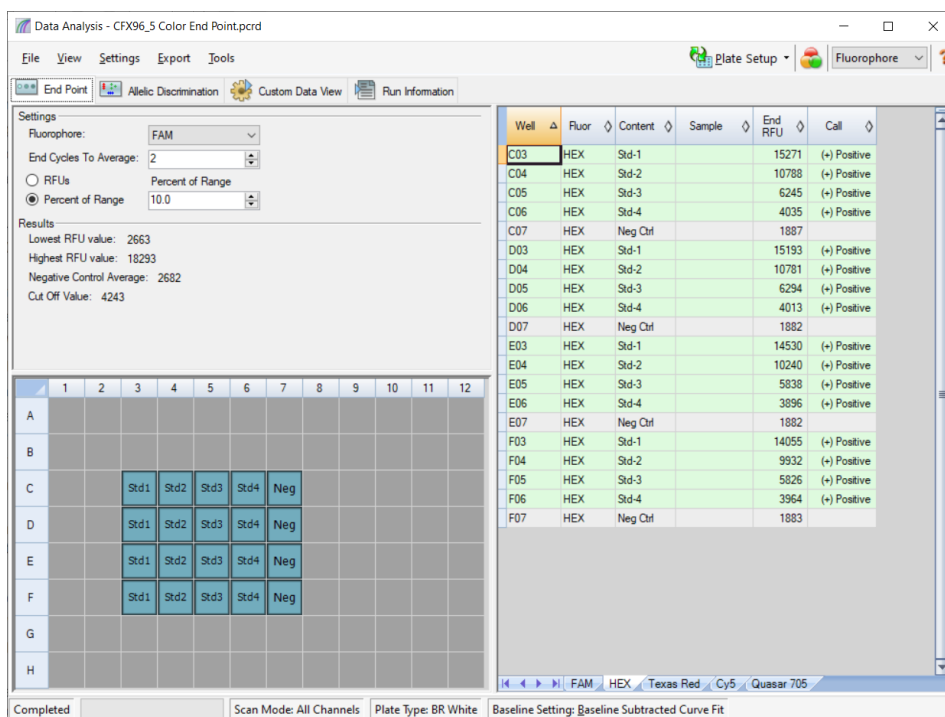 Data Analysis - CFX96_5 Color End Point.pcrd
File View Settings Export Tools
Plate Setup Fluorophore
End Point Allelic Discrimination Custom Data View Run Information
Settings
Fluorophore: FAM
End Cycles To Average: 2
RFUs Percent of Range
Percent of Range 10.0
Results
Lowest RFU value: 2663
Highest RFU value: 18293
Negative Control Average: 2682
Cut Off Value: 4243
1 2 3 4 5 6 7 8 9 10 11 12
A
B
C Std1 Std2 Std3 Std4 Neg
D Std1 Std2 Std3 Std4 Neg
E Std1 Std2 Std3 Std4 Neg
F Std1 Std2 Std3 Std4 Neg
G
H
Well Fluor Content Sample End RFU Call
C03 HEX Std-1 15271 (+) Positive
C04 HEX Std-2 10788 (+) Positive
C05 HEX Std-3 6245 (+) Positive
C06 HEX Std-4 4035 (+) Positive
C07 HEX Neg Ctrl 1887
D03 HEX Std-1 15193 (+) Positive
D04 HEX Std-2 10781 (+) Positive
D05 HEX Std-3 6294 (+) Positive
D06 HEX Std-4 4013 (+) Positive
D07 HEX Neg Ctrl 1882
E03 HEX Std-1 14530 (+) Positive
E04 HEX Std-2 10240 (+) Positive
E05 HEX Std-3 5838 (+) Positive
E06 HEX Std-4 3896 (+) Positive
E07 HEX Neg Ctrl 1882
F03 HEX Std-1 14055 (+) Positive
F04 HEX Std-2 9932 (+) Positive
F05 HEX Std-3 5826 (+) Positive
F06 HEX Std-4 3964 (+) Positive
F07 HEX Neg Ctrl 1883
FAM HEX Texas Red Cy5 Quasar 705
Completed Scan Mode: All Channels Plate Type: BR White Baseline Setting: Baseline Subtracted Curve Fit